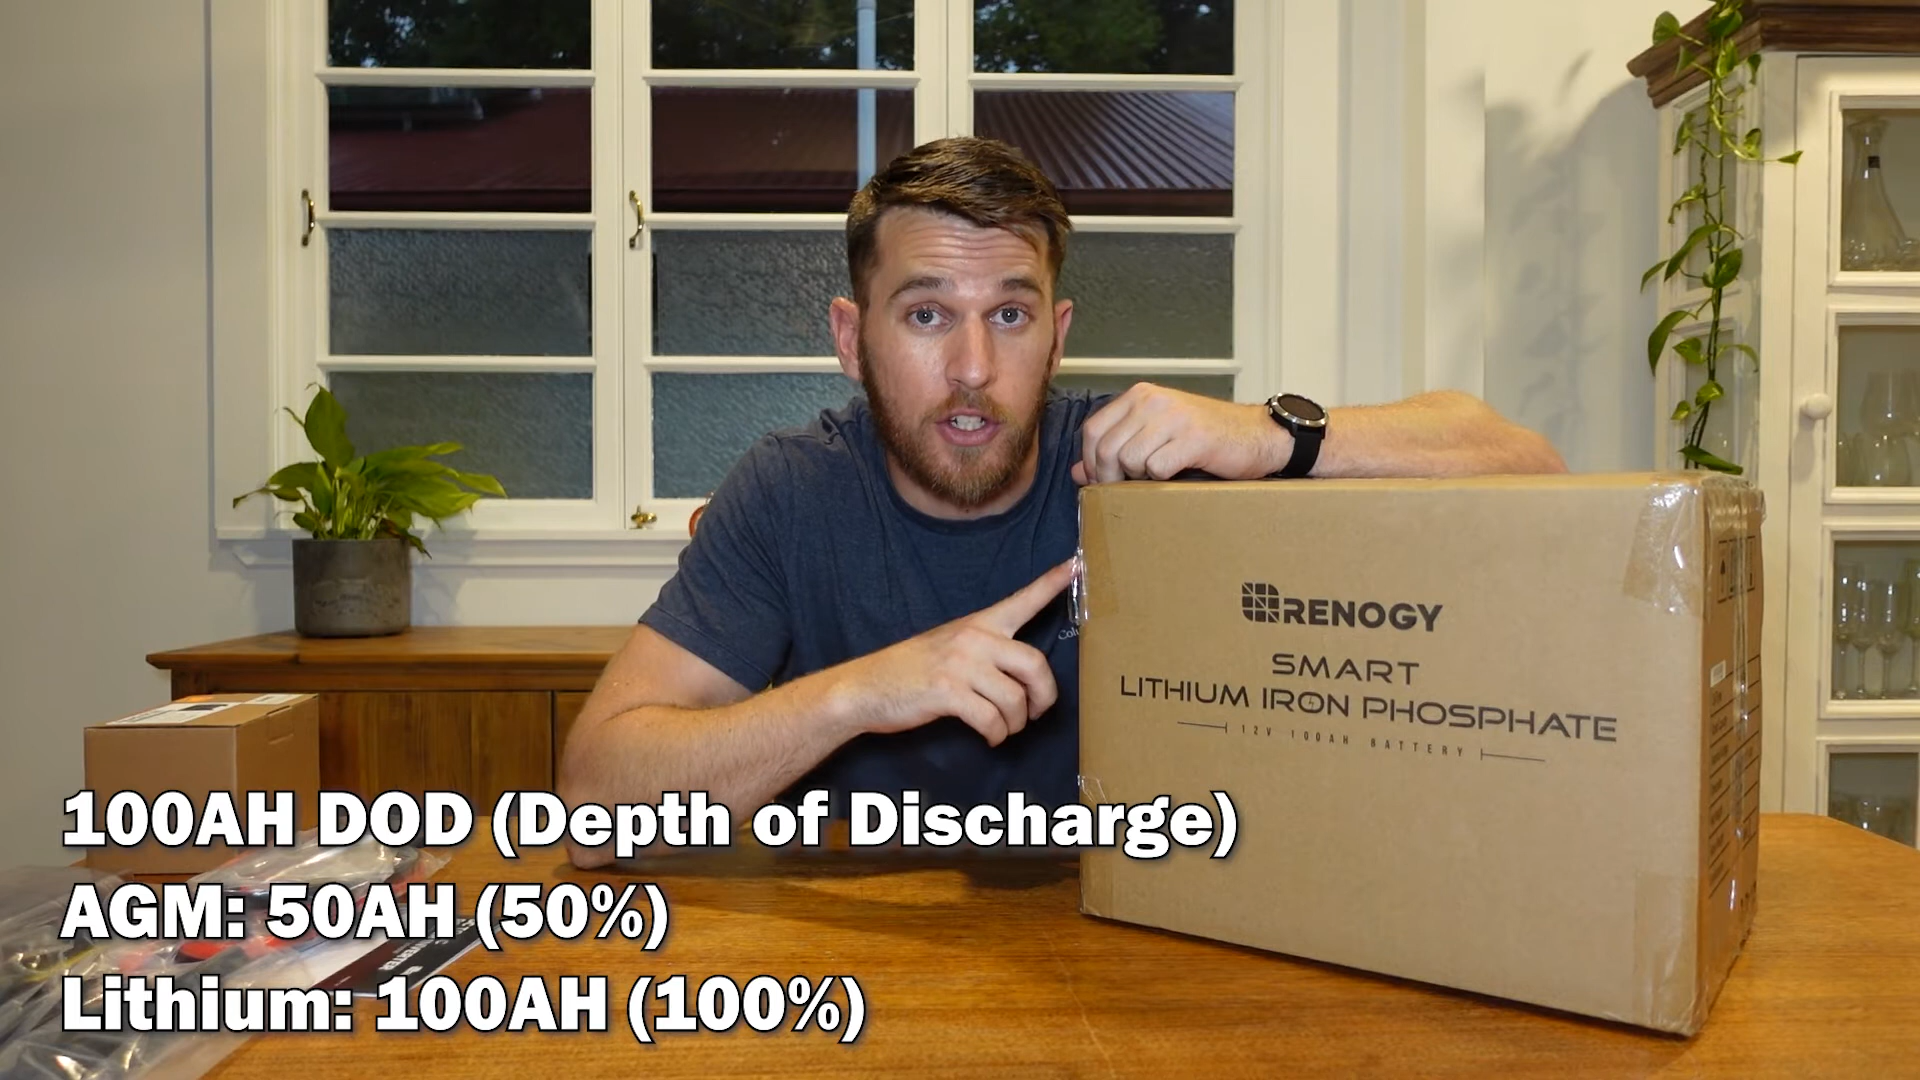 RENOGY
SMART
LITHIUM IRON PHOSPHATE
12V 100AH BATTERY
100AH DOD (Depth of Discharge)
AGM: 50AH (50%)
Lithium: 100AH (100%)